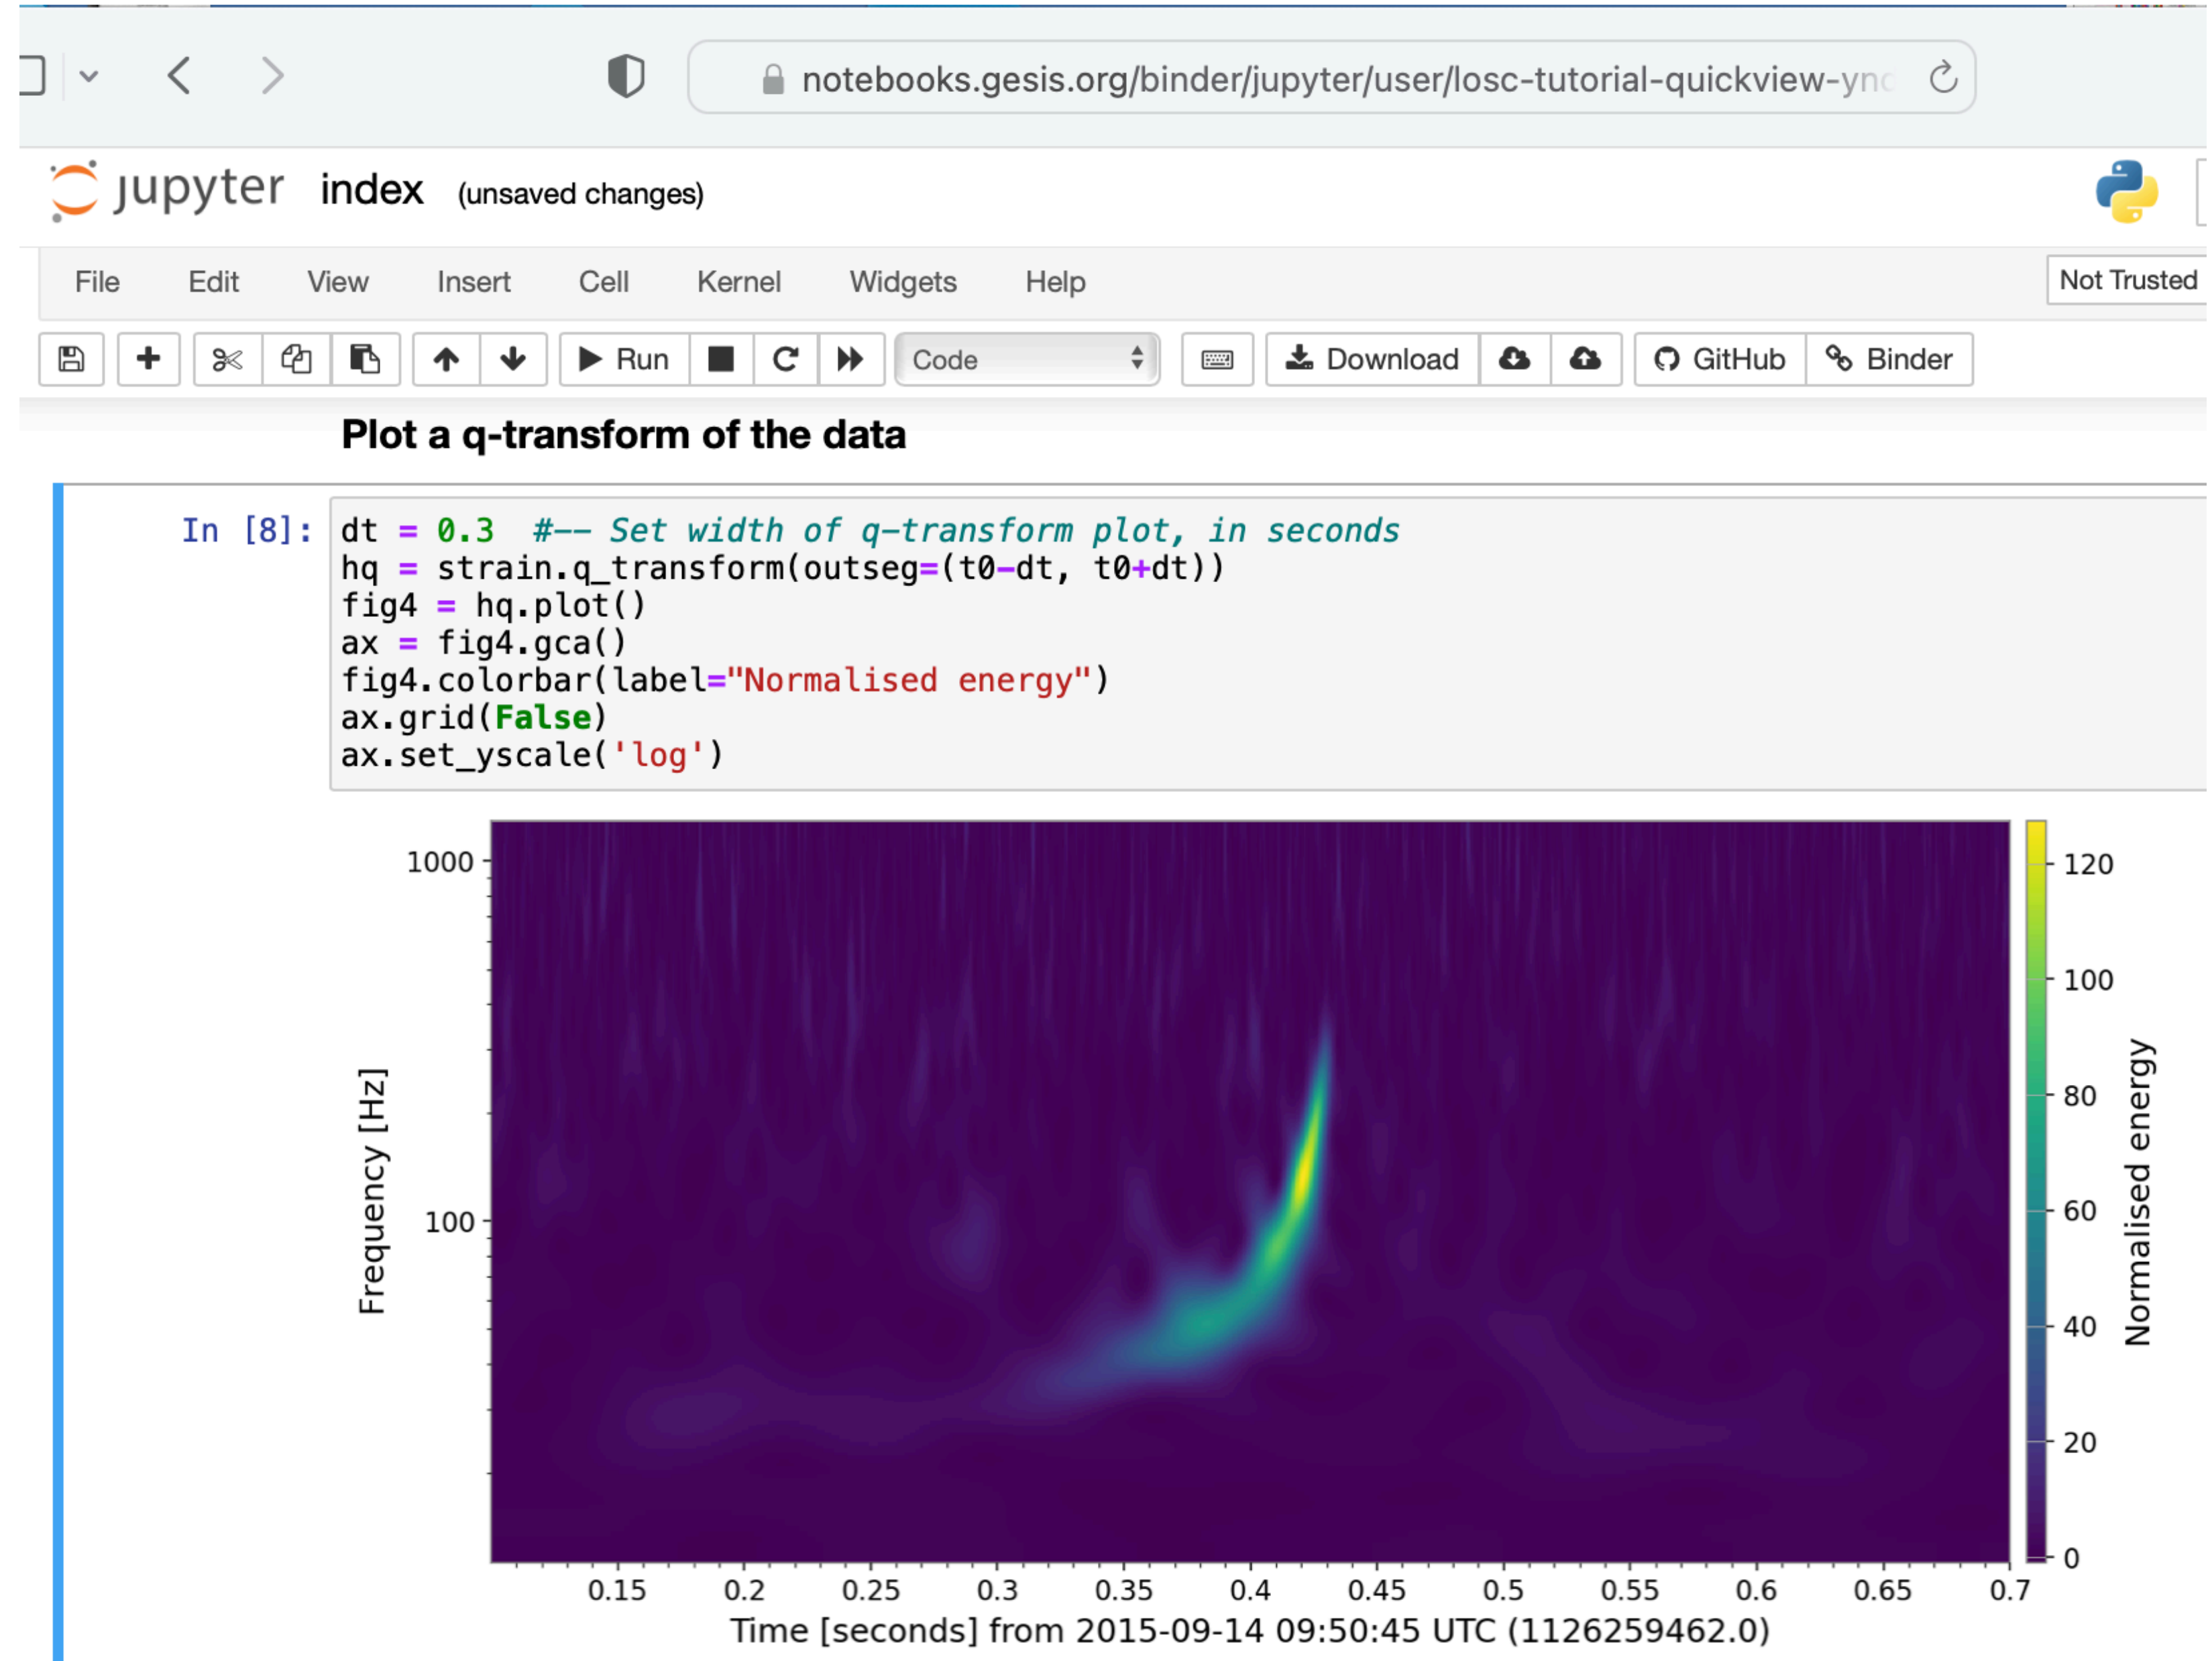 notebooks.gesis.org/binder/jupyter/user/losc-tutorial-quickview-ync
jupyter index (unsaved changes)
File Edit View Insert Cell Kernel Widgets Help Not Trusted
Run Code Download GitHub Binder
Plot a q-transform of the data
In [8]: dt = 0.3  #-- Set width of q-transform plot, in seconds
hq = strain.q_transform(outseg=(t0-dt, t0+dt))
fig4 = hq.plot()
ax = fig4.gca()
fig4.colorbar(label="Normalised energy")
ax.grid(False)
ax.set_yscale('log')
1000
100
Frequency [Hz]
120
100
80
60
40
20
0
Normalised energy
0.15 0.2 0.25 0.3 0.35 0.4 0.45 0.5 0.55 0.6 0.65 0.7
Time [seconds] from 2015-09-14 09:50:45 UTC (1126259462.0)